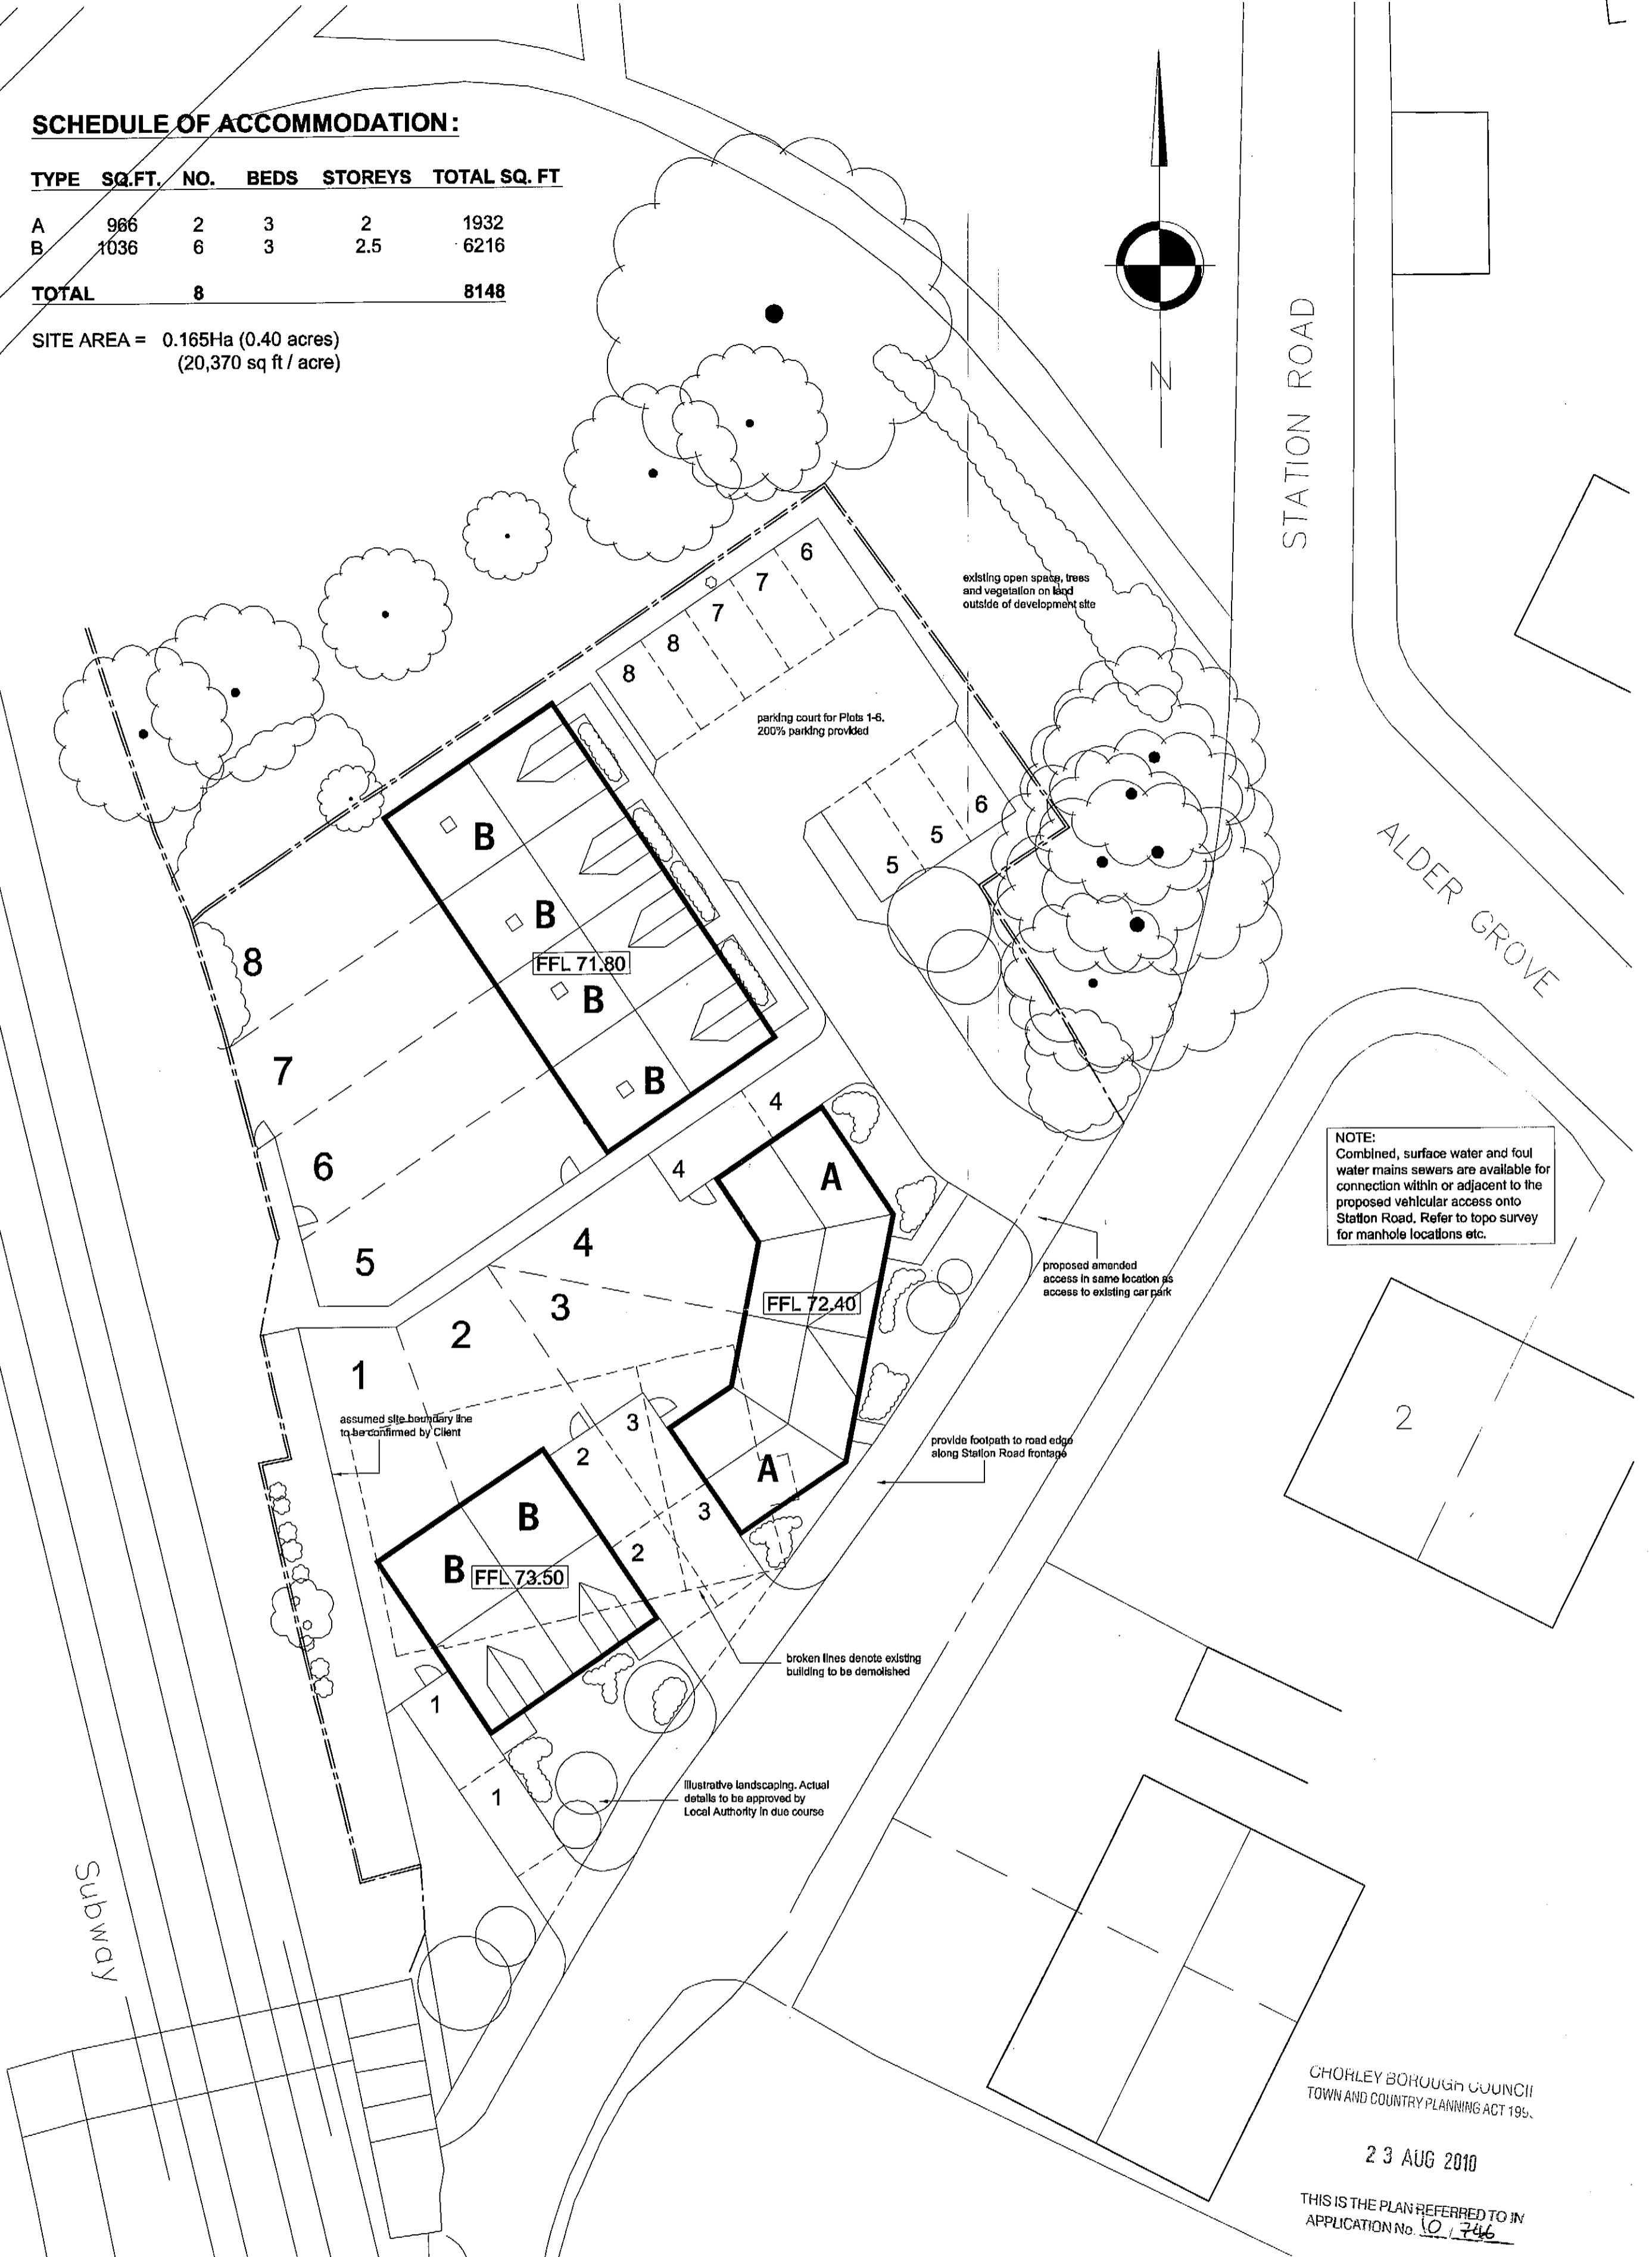 SCHEDULE OF ACCOMMODATION:
TYPE SQ.FT. NO. BEDS STOREYS TOTAL SQ. FT
A 966 2 3 2 1932
B 1036 6 3 2.5 6216
TOTAL 8 8148
SITE AREA = 0.165Ha (0.40 acres)
(20,370 sq ft / acre)
N
STATION ROAD
6
7
7
8
8
existing open space, trees
and vegetation on land
outside of development site
parking court for Plots 1-6.
200% parking provided
6
5
5
ALDER GROVE
B
B
FFL 71.80
B
B
8
7
6
5
4
4
A
4
3
2
1
FFL 72.40
NOTE:
Combined, surface water and foul
water mains sewers are available for
connection within or adjacent to the
proposed vehicular access onto
Station Road. Refer to topo survey
for manhole locations etc.
proposed amended
access in same location as
access to existing car park
2
assumed site boundary line
to be confirmed by Client
3
2
A
3
2
provide footpath to road edge
along Station Road frontage
B
B
FFL 73.50
broken lines denote existing
building to be demolished
1
1
illustrative landscaping. Actual
details to be approved by
Local Authority in due course
Subway
CHORLEY BOROUGH COUNCIL
TOWN AND COUNTRY PLANNING ACT
23 AUG 2010
THIS IS THE PLAN REFERRED TO IN
APPLICATION No. 10 / 746